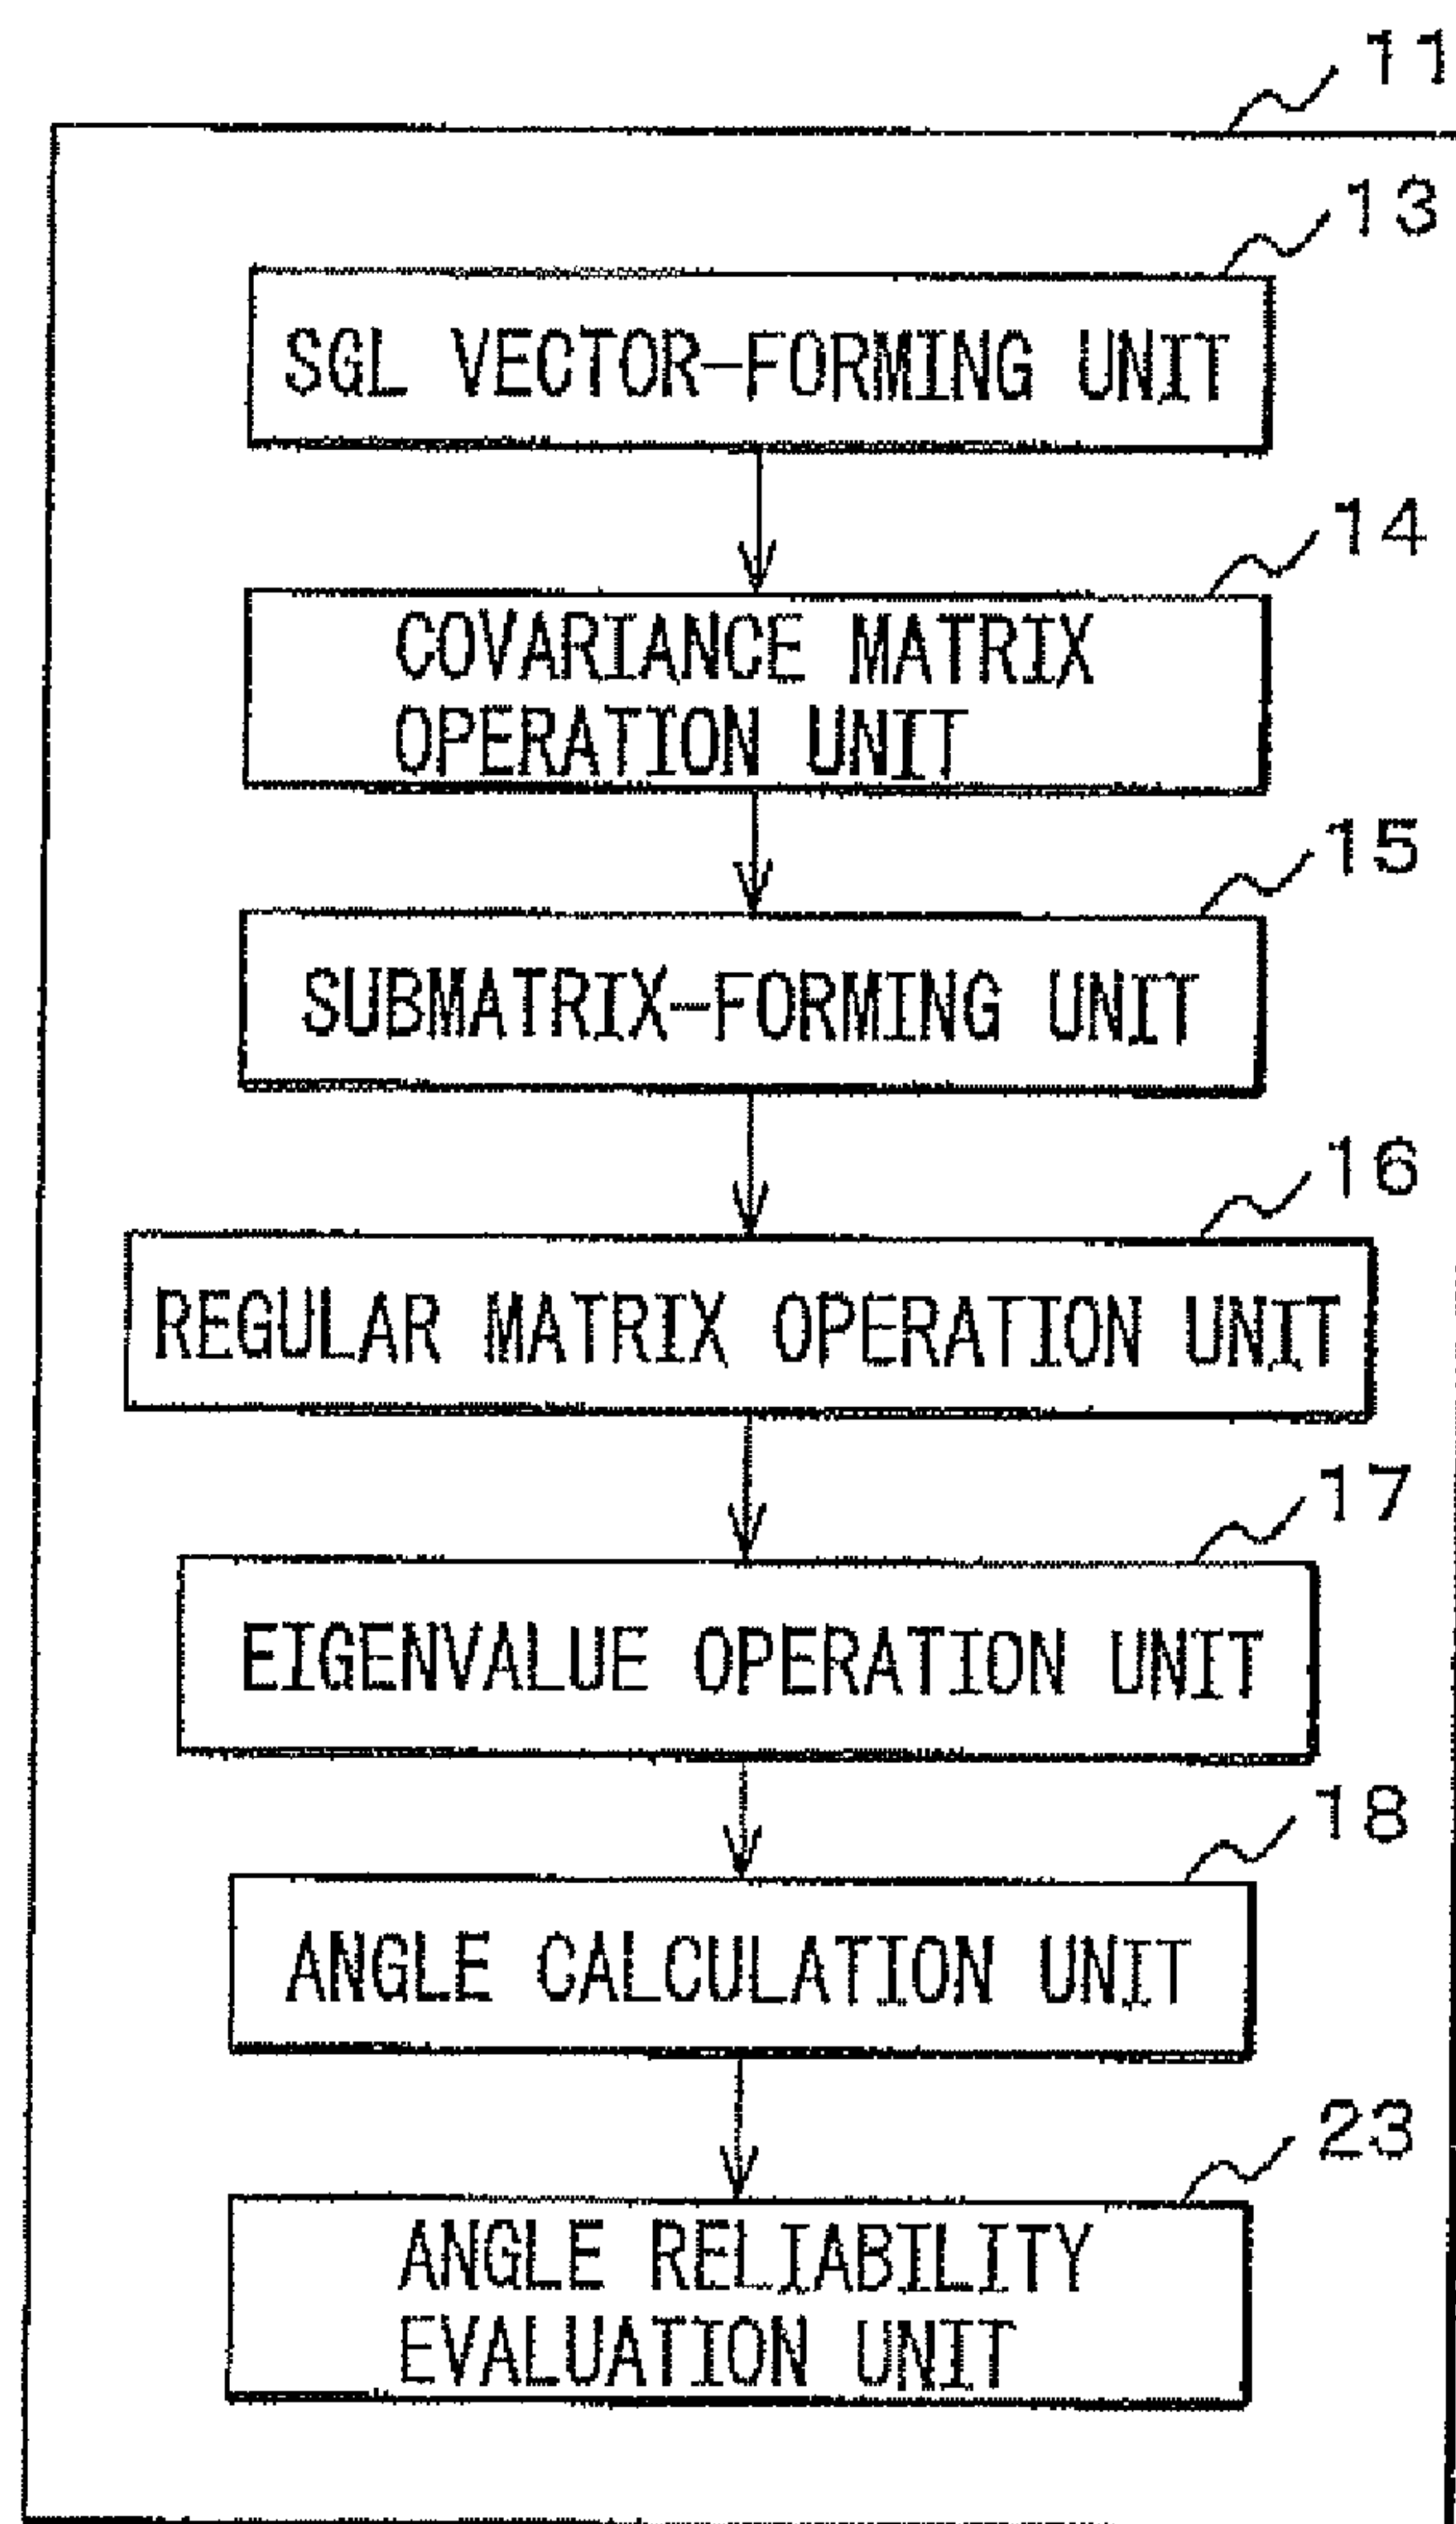 11
13
SGL VECTOR-FORMING UNIT
14
COVARIANCE MATRIX
OPERATION UNIT
15
SUBMATRIX-FORMING UNIT
16
REGULAR MATRIX OPERATION UNIT
17
EIGENVALUE OPERATION UNIT
18
ANGLE CALCULATION UNIT
23
ANGLE RELIABILITY
EVALUATION UNIT